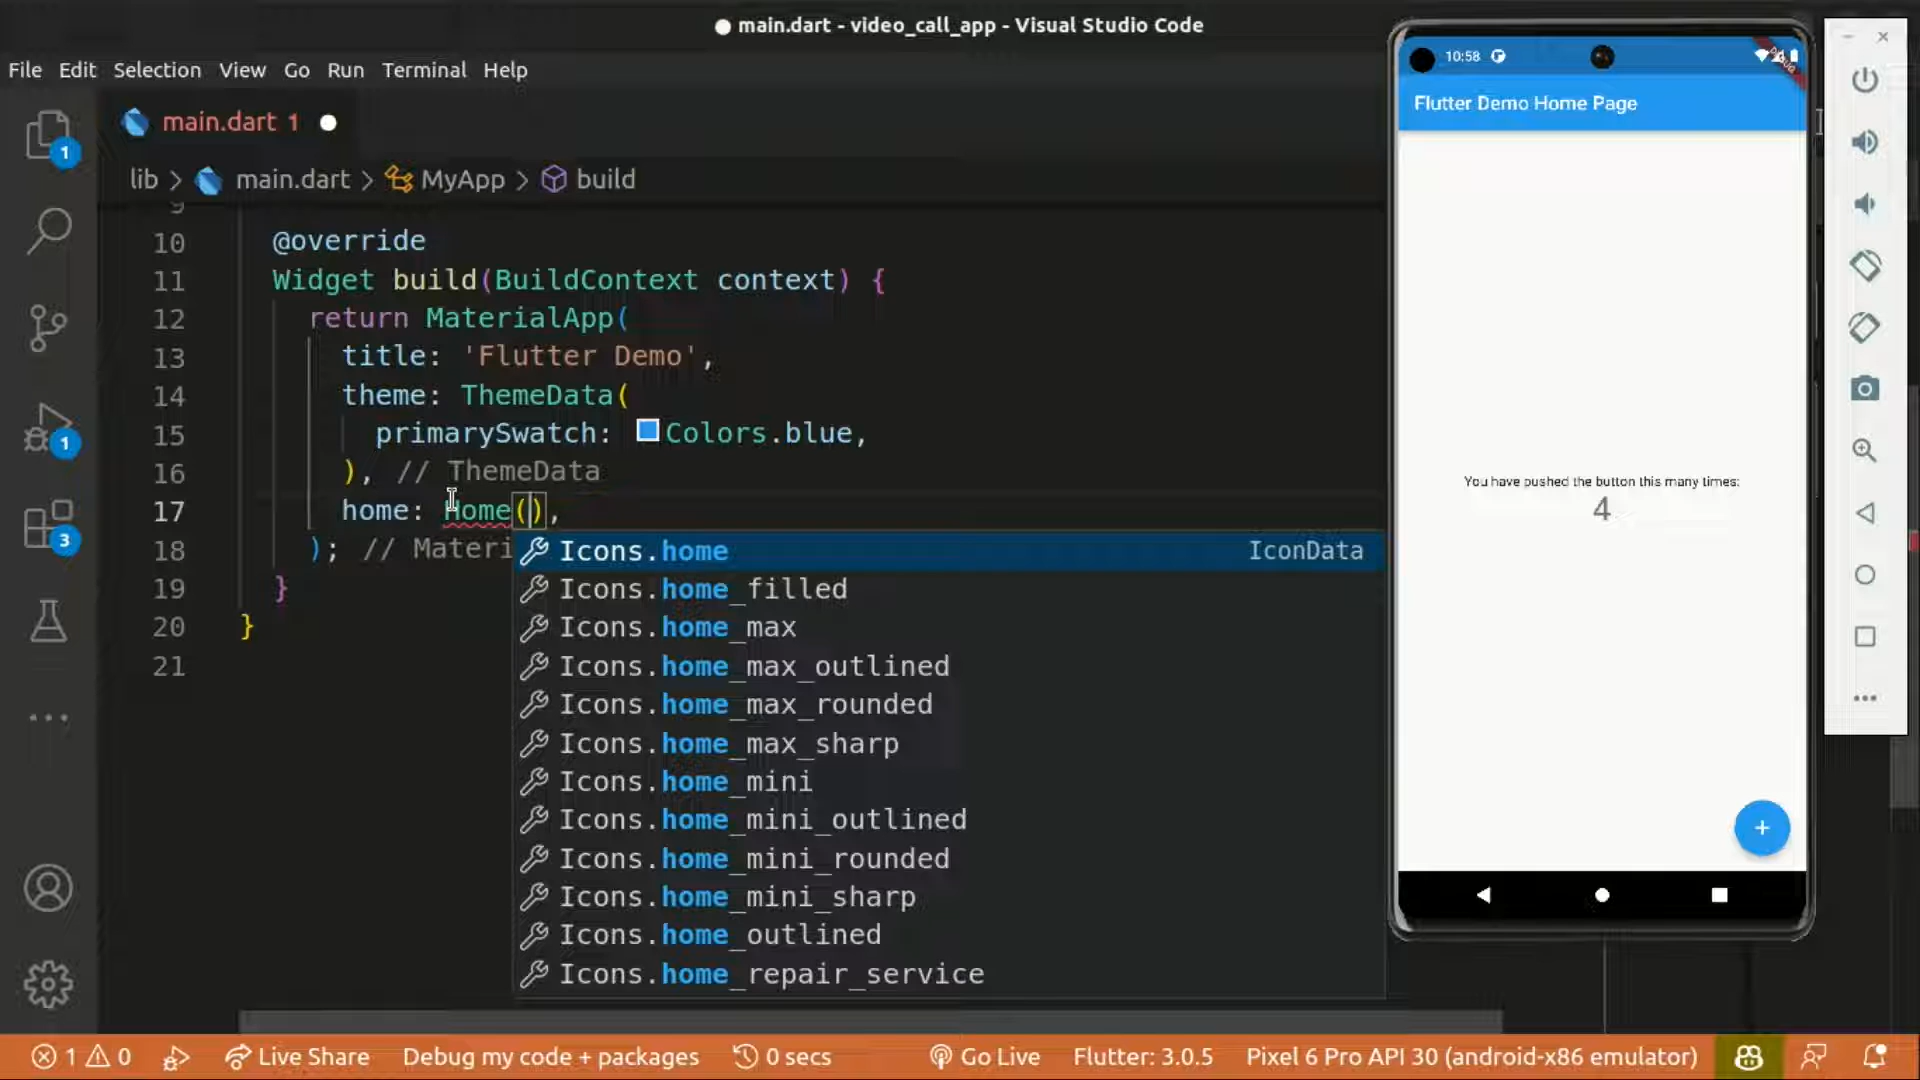 main.dart - video_call_app - Visual Studio Code
File Edit Selection View Go Run Terminal Help
main.dart 1
lib > main.dart > MyApp > build
9
10 @override
11 Widget build(BuildContext context) {
12 return MaterialApp(
13 title: 'Flutter Demo',
14 theme: ThemeData(
15 primarySwatch: Colors.blue,
16 ), // ThemeData
17 home: Home(),
18 ); // Materi
19 }
20 }
21
Icons.home IconData
Icons.home_filled
Icons.home_max
Icons.home_max_outlined
Icons.home_max_rounded
Icons.home_max_sharp
Icons.home_mini
Icons.home_mini_outlined
Icons.home_mini_rounded
Icons.home_mini_sharp
Icons.home_outlined
Icons.home_repair_service
1
1
3
10:58
Flutter Demo Home Page
You have pushed the button this many times:
4
+
1 0 Live Share Debug my code + packages 0 secs Go Live Flutter: 3.0.5 Pixel 6 Pro API 30 (android-x86 emulator)